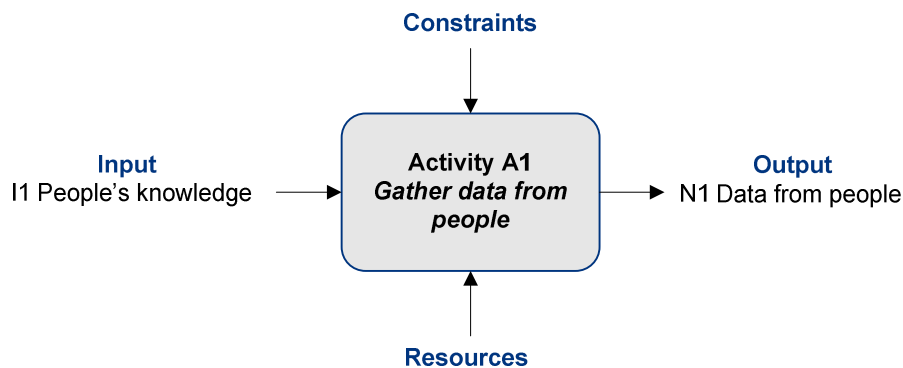 Constraints
Input
I1 People's knowledge
Activity A1
Gather data from
people
Output
N1 Data from people
Resources